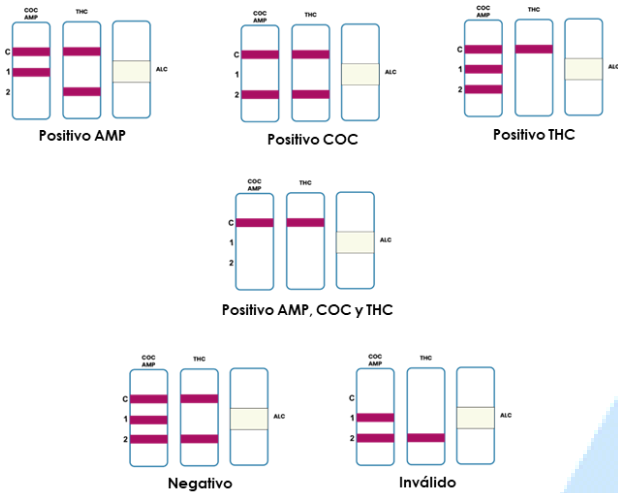 COC THC
AMP
C
1
2
ALC
Positivo AMP
COC THC
AMP
C
1
2
ALC
Positivo COC
COC THC
AMP
C
1
2
ALC
Positivo THC
COC THC
AMP
C
1
2
ALC
Positivo AMP, COC y THC
COC THC
AMP
C
1
2
ALC
Negativo
COC THC
AMP
C
1
2
ALC
Inválido